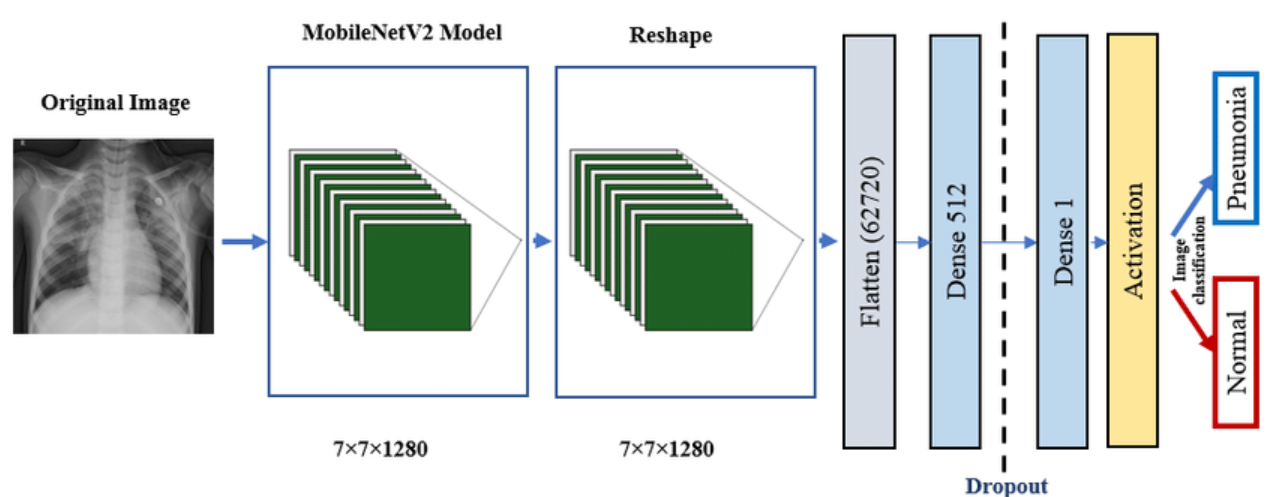 MobileNetV2 Model
Reshape
Original Image
Flatten (62720)
Dense 512
Dense 1
Activation
Image
classification
Pneumonia
Normal
7×7×1280
7×7×1280
Dropout